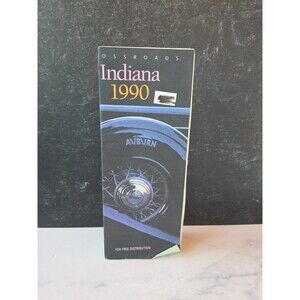 OSSROADS
Indiana
1990
AUBURN
FOR FREE DISTRIBUTION